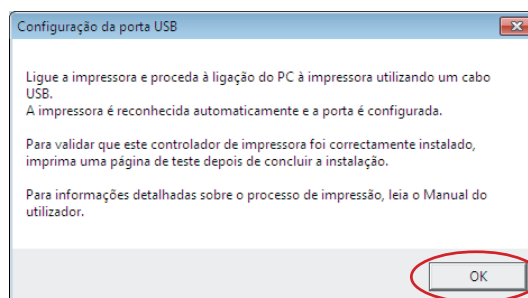 Configuração da porta USB
Ligue a impressora e proceda à ligação do PC à impressora utilizando um cabo
USB.
A impressora é reconhecida automaticamente e a porta é configurada.
Para validar que este controlador de impressora foi correctamente instalado,
imprima uma página de teste depois de concluir a instalação.
Para informações detalhadas sobre o processo de impressão, leia o Manual do
utilizador.
OK